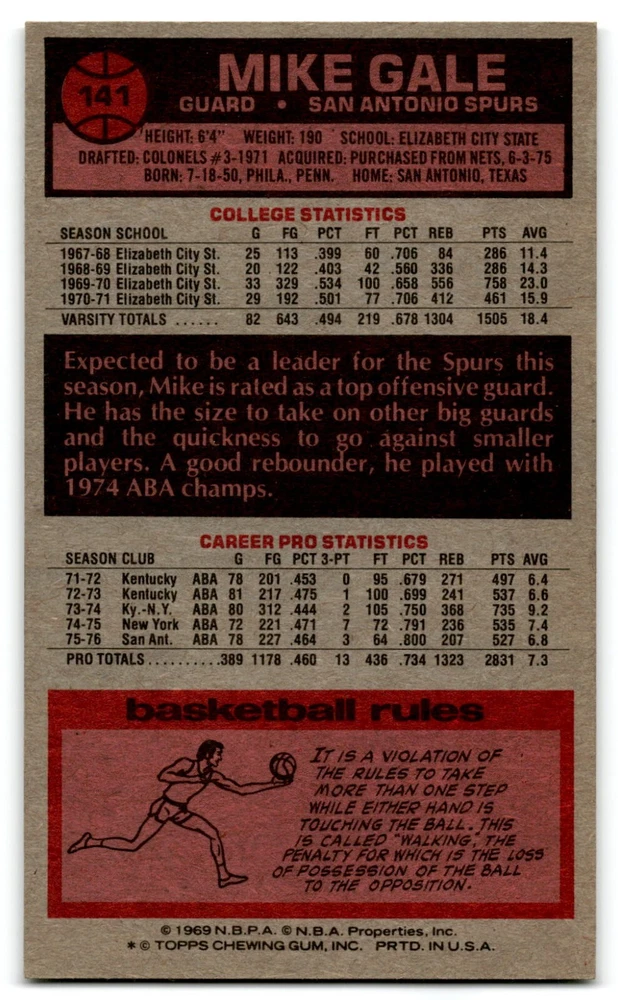 141
MIKE GALE
GUARD • SAN ANTONIO SPURS
HEIGHT: 6'4" WEIGHT: 190 SCHOOL: ELIZABETH CITY STATE
DRAFTED: COLONELS #3-1971 ACQUIRED: PURCHASED FROM NETS, 6-3-75
BORN: 7-18-50, PHILA., PENN. HOME: SAN ANTONIO, TEXAS
COLLEGE STATISTICS
SEASON SCHOOL G FG PCT FT PCT REB PTS AVG
1967-68 Elizabeth City St. 25 113 .399 60 .706 84 286 11.4
1968-69 Elizabeth City St. 20 122 .403 42 .560 336 286 14.3
1969-70 Elizabeth City St. 33 329 .534 100 .658 556 758 23.0
1970-71 Elizabeth City St. 29 192 .501 77 .706 412 461 15.9
VARSITY TOTALS ...... 82 643 .494 219 .678 1304 1505 18.4
Expected to be a leader for the Spurs this
season, Mike is rated as a top offensive guard.
He has the size to take on other big guards
and the quickness to go against smaller
players. A good rebounder, he played with
1974 ABA champs.
CAREER PRO STATISTICS
SEASON CLUB G FG PCT 3-PT FT PCT REB PTS AVG
71-72 Kentucky ABA 78 201 .453 0 95 .679 271 497 6.4
72-73 Kentucky ABA 81 217 .475 1 100 .699 241 537 6.6
73-74 Ky.-N.Y. ABA 80 312 .444 2 105 .750 368 735 9.2
74-75 New York ABA 72 221 .471 7 72 .791 236 535 7.4
75-76 San Ant. ABA 78 227 .464 3 64 .800 207 527 6.8
PRO TOTALS..........389 1178 .460 13 436 .734 1323 2831 7.3
basketball rules
IT IS A VIOLATION OF
THE RULES TO TAKE
MORE THAN ONE STEP
WHILE EITHER HAND IS
TOUCHING THE BALL. THIS
IS CALLED "WALKING," THE
PENALTY FOR WHICH IS THE LOSS
OF POSSESSION OF THE BALL
TO THE OPPOSITION.
© 1969 N.B.P.A. © N.B.A. Properties, Inc.
* © TOPPS CHEWING GUM, INC. PRTD. IN U.S.A.